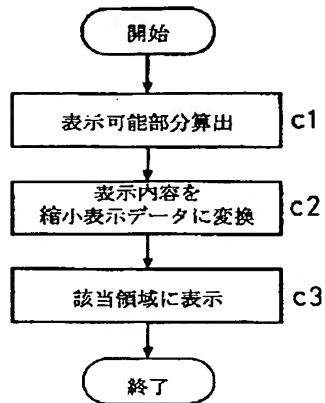 開始
表示可能部分算出 c1
表示内容を
縮小表示データに変換 c2
該当領域に表示 c3
終了